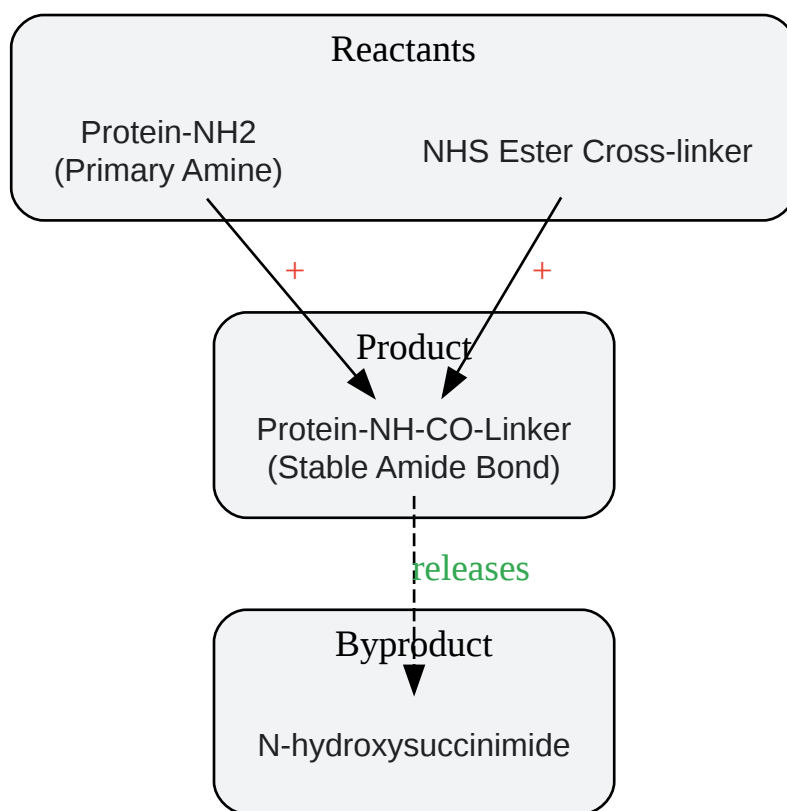 Reactants
Protein-NH2
(Primary Amine)
NHS Ester Cross-linker
+
+
Product
Protein-NH-CO-Linker
(Stable Amide Bond)
releases
Byproduct
N-hydroxysuccinimide